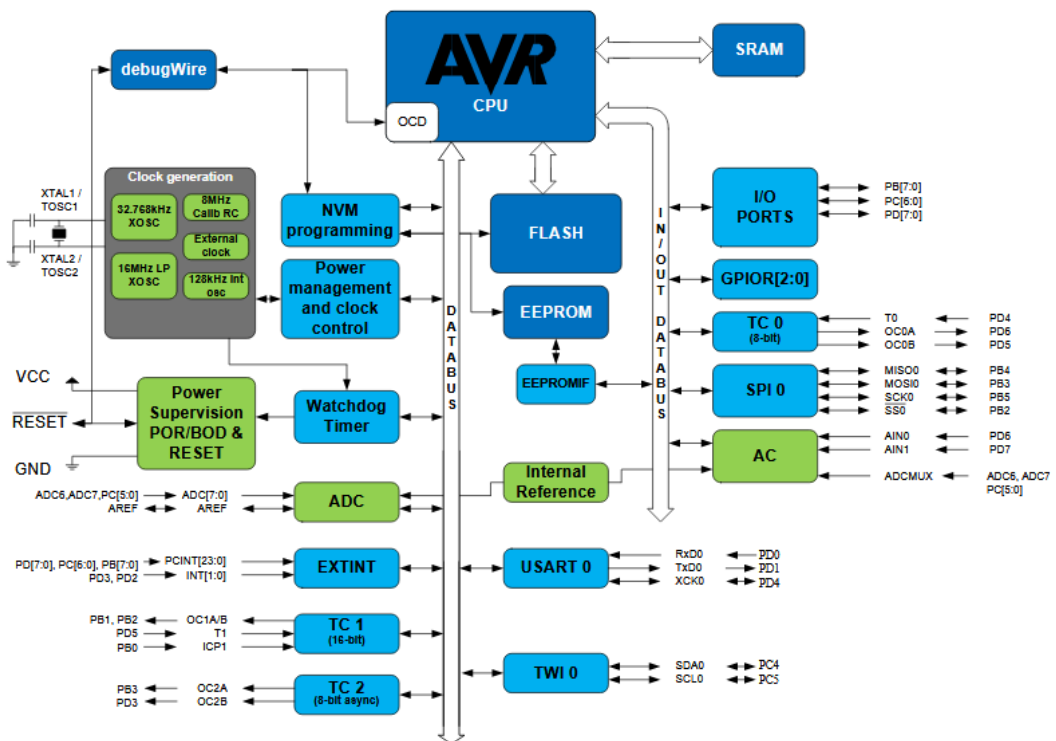 AVR
CPU
OCD
SRAM
debugWire
Clock generation
XTAL1 /
TOSC1
32.768kHz
XOSC
8MHz
Calib RC
External
clock
XTAL2 /
TOSC2
16MHz LP
XOSC
128kHz int
osc
NVM
programming
FLASH
Power
management
and clock
control
EEPROM
EEPROMIF
DATABUS
IN/OUT DATABUS
I/O
PORTS
PB[7:0]
PC[6:0]
PD[7:0]
GPIOR[2:0]
TC 0
(8-bit)
T0 PD4
OC0A PD6
OC0B PD5
SPI 0
MISO0 PB4
MOSI0 PB3
SCK0 PB5
SS0 PB2
VCC
RESET
GND
Power
Supervision
POR/BOD &
RESET
Watchdog
Timer
AC
AIN0 PD6
AIN1 PD7
ADCMUX ADC6, ADC7
PC[5:0]
Internal
Reference
ADC6,ADC7,PC[5:0] ADC[7:0]
AREF AREF
ADC
PD[7:0], PC[6:0], PB[7:0] PCINT[23:0]
PD3, PD2 INT[1:0]
EXTINT
USART 0
RxD0 PD0
TxD0 PD1
XCK0 PD4
PB1, PB2 OC1A/B
PD5 T1
PB0 ICP1
TC 1
(16-bit)
TWI 0
SDA0 PC4
SCL0 PC5
PB3 OC2A
PD3 OC2B
TC 2
(8-bit async)